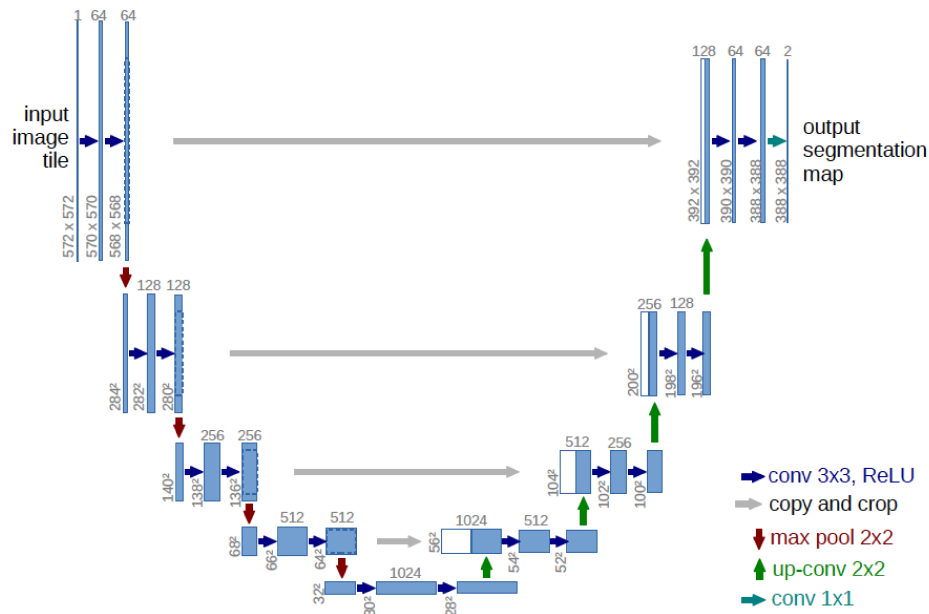 1 64 64
input
image
tile
572 x 572
570 x 570
568 x 568
128 64 64 2
output
segmentation
map
392 x 392
390 x 390
388 x 388
388 x 388
128 128
284²
282²
280²
256 128
200²
198²
196²
256 256
140²
138²
136²
512 256
104²
102²
100²
512 512
68²
66²
64²
1024 512
56²
54²
52²
1024
32²
30²
28²
conv 3x3, ReLU
copy and crop
max pool 2x2
up-conv 2x2
conv 1x1